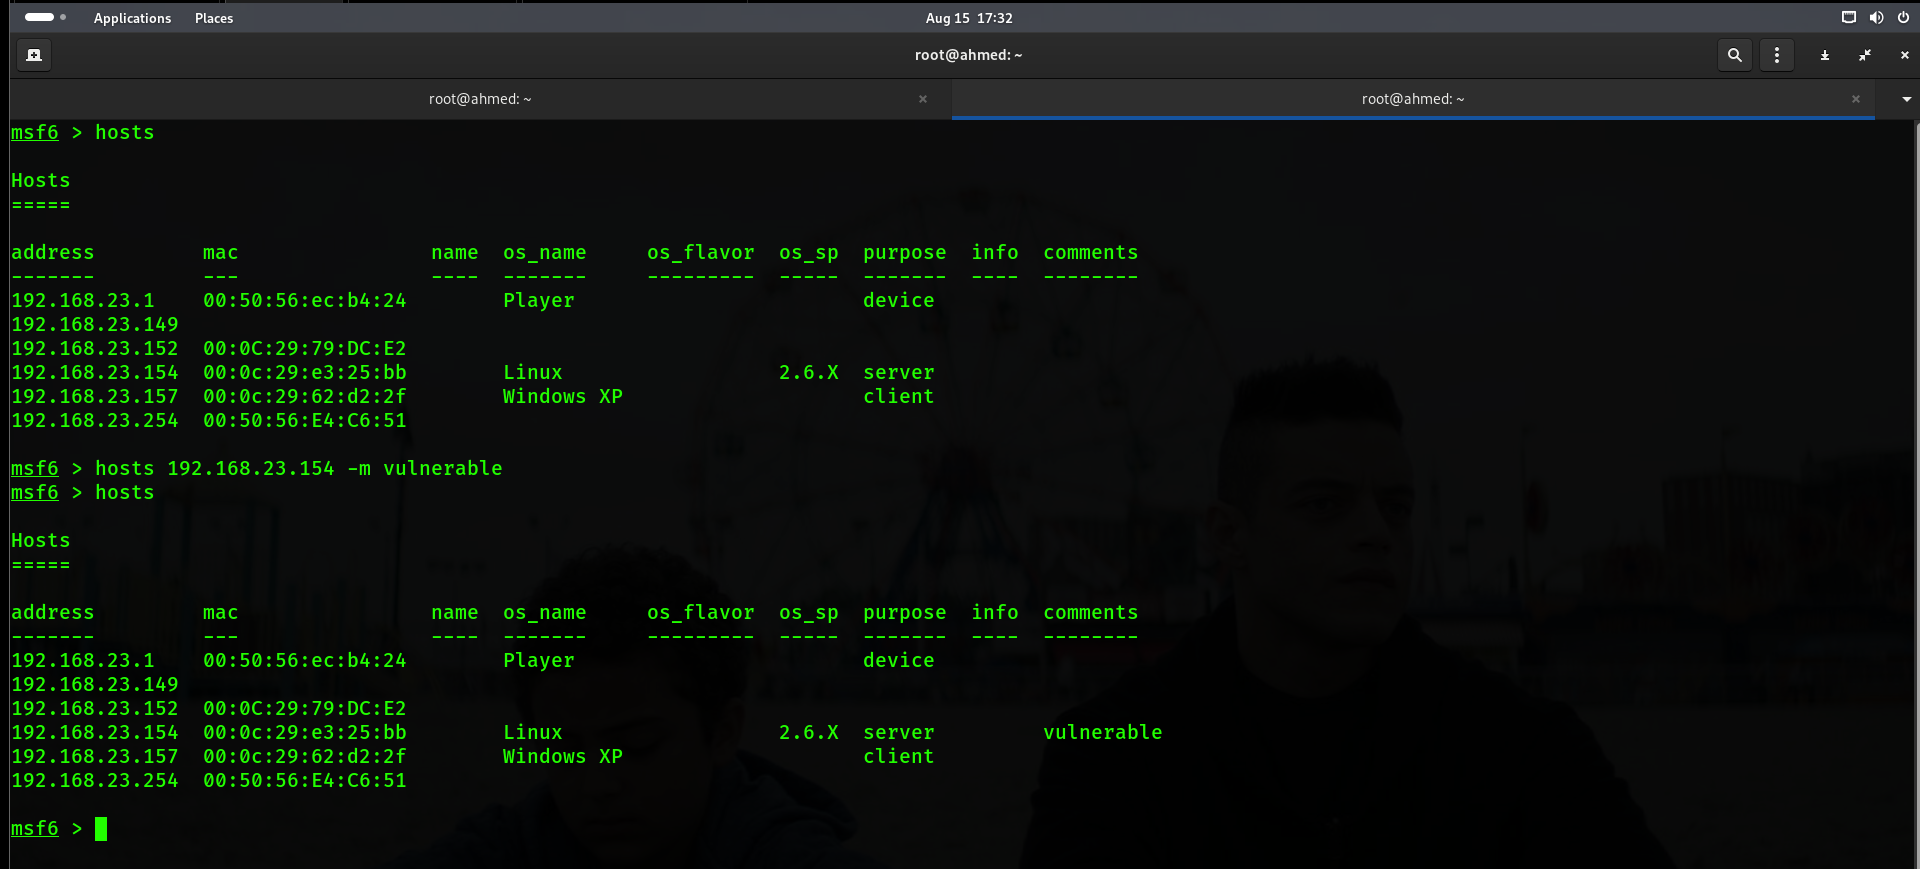 Applications Places Aug 15 17:32
root@ahmed: ~
root@ahmed: ~ × root@ahmed: ~ ×
msf6 > hosts
Hosts
=====
address mac name os_name os_flavor os_sp purpose info comments
------- --- ---- ------- --------- ----- ------- ---- --------
192.168.23.1 00:50:56:ec:b4:24 Player device
192.168.23.149
192.168.23.152 00:0C:29:79:DC:E2
192.168.23.154 00:0c:29:e3:25:bb Linux 2.6.X server
192.168.23.157 00:0c:29:62:d2:2f Windows XP client
192.168.23.254 00:50:56:E4:C6:51
msf6 > hosts 192.168.23.154 -m vulnerable
msf6 > hosts
Hosts
=====
address mac name os_name os_flavor os_sp purpose info comments
------- --- ---- ------- --------- ----- ------- ---- --------
192.168.23.1 00:50:56:ec:b4:24 Player device
192.168.23.149
192.168.23.152 00:0C:29:79:DC:E2
192.168.23.154 00:0c:29:e3:25:bb Linux 2.6.X server vulnerable
192.168.23.157 00:0c:29:62:d2:2f Windows XP client
192.168.23.254 00:50:56:E4:C6:51
msf6 >